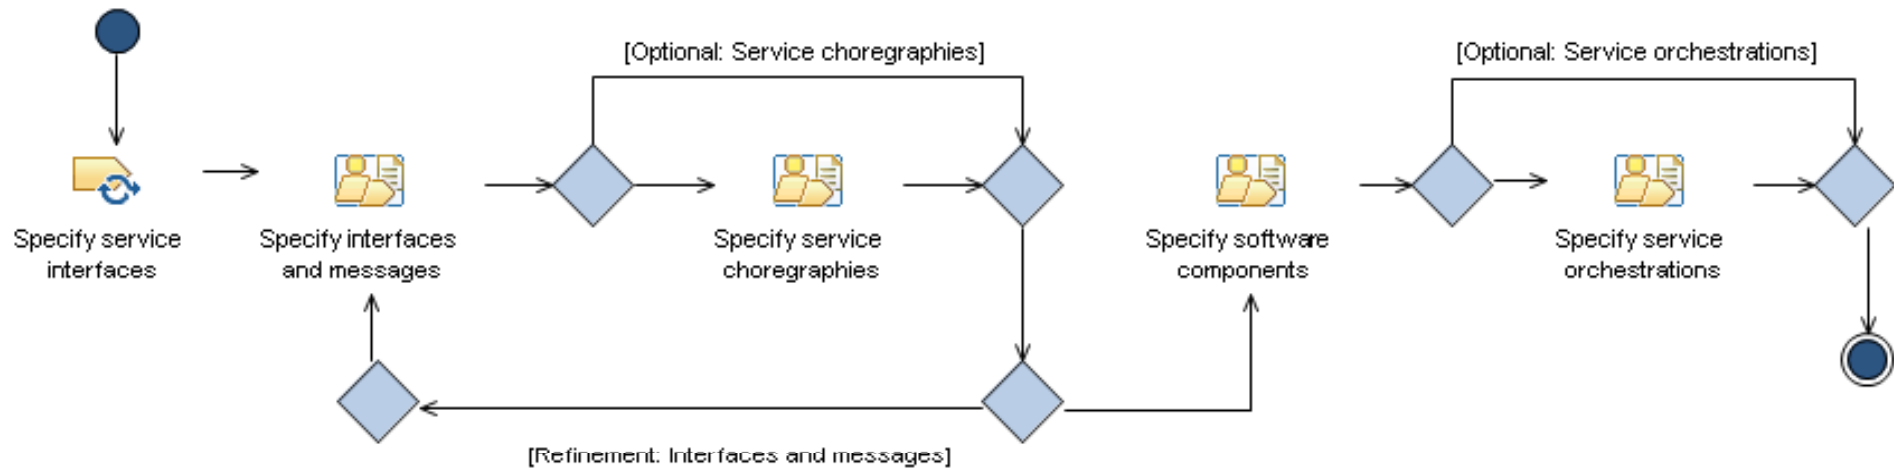 [Optional: Service choregraphies]
[Optional: Service orchestrations]
Specify service
interfaces
Specify interfaces
and messages
Specify service
choregraphies
Specify software
components
Specify service
orchestrations
[Refinement: Interfaces and messages]